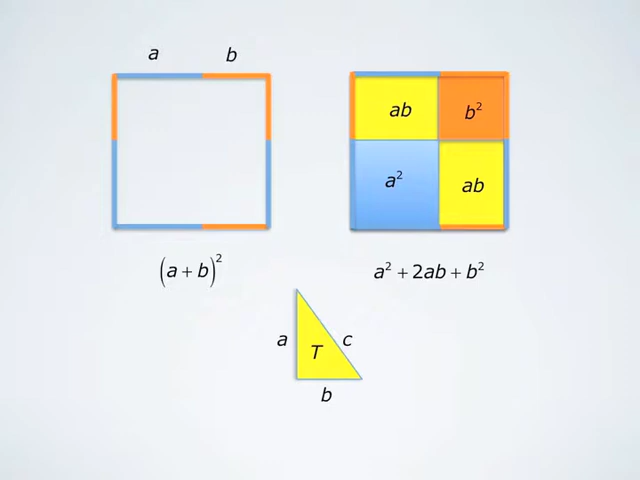 a b
ab b²
a² ab
(a + b)² a² + 2ab + b²
a T c
b